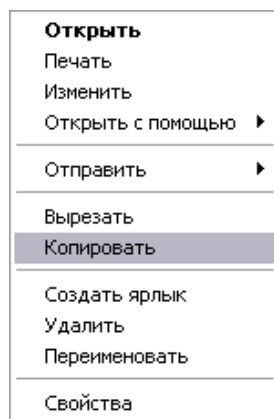 Открыть
Печать
Изменить
Открыть с помощью
Отправить
Вырезать
Копировать
Создать ярлык
Удалить
Переименовать
Свойства